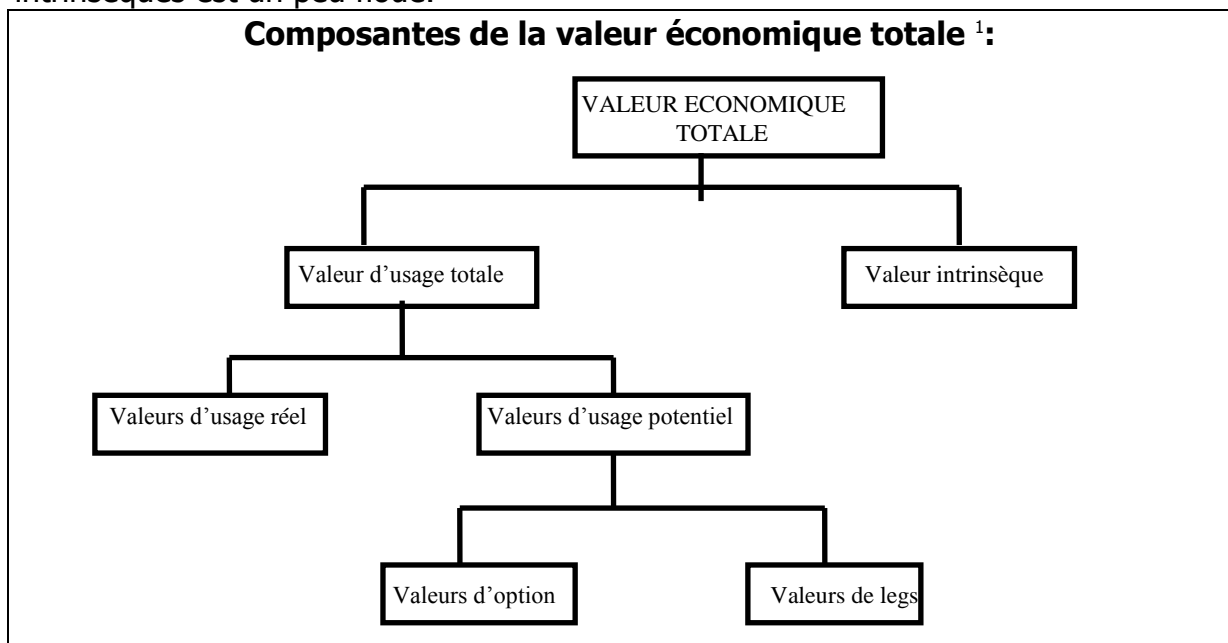 intrinsèques est un peu floue.
Composantes de la valeur économique totale 1:
VALEUR ECONOMIQUE
TOTALE
Valeur d’usage totale
Valeur intrinsèque
Valeurs d’usage réel
Valeurs d’usage potentiel
Valeurs d’option
Valeurs de legs